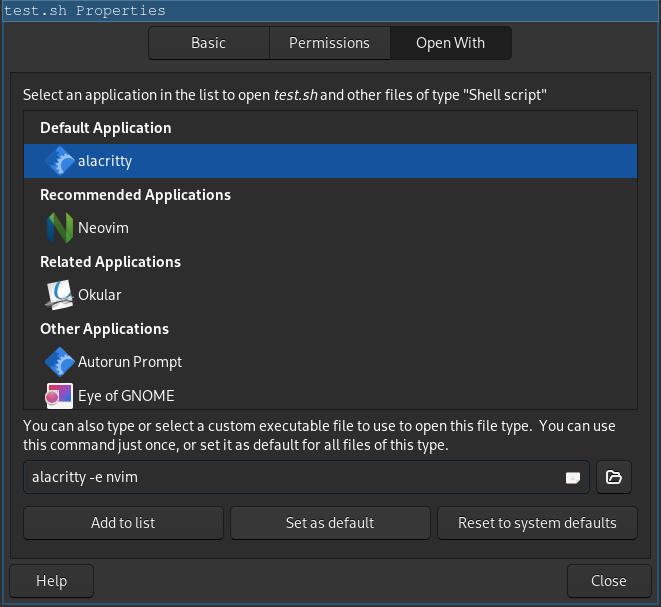 test.sh Properties
Basic Permissions Open With
Select an application in the list to open test.sh and other files of type "Shell script"
Default Application
alacritty
Recommended Applications
Neovim
Related Applications
Okular
Other Applications
Autorun Prompt
Eye of GNOME
You can also type or select a custom executable file to use to open this file type.  You can use
this command just once, or set it as default for all files of this type.
alacritty -e nvim
Add to list Set as default Reset to system defaults
Help Close